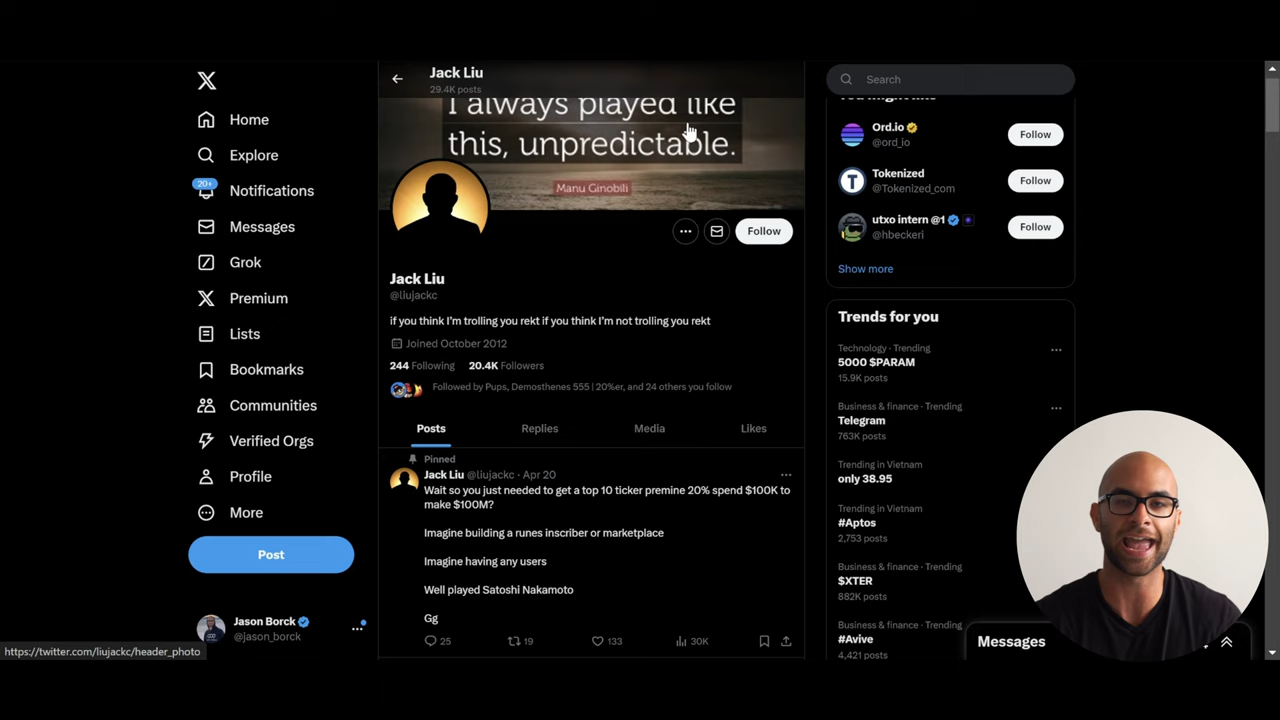 X
Home
Explore
20+
Notifications
Messages
Grok
Premium
Lists
Bookmarks
Communities
Verified Orgs
Profile
More
Post
Jason Borck
@jason_borck
https://twitter.com/liujackc/header_photo
Jack Liu
29.4K posts
I always played like
this, unpredictable.
Manu Ginobili
Follow
Jack Liu
@liujackc
if you think I'm trolling you rekt if you think I'm not trolling you rekt
Joined October 2012
244 Following 20.4K Followers
Followed by Pups, Demosthenes 555 | 20%er, and 24 others you follow
Posts Replies Media Likes
Pinned
Jack Liu @liujackc · Apr 20
Wait so you just needed to get a top 10 ticker premine 20% spend $100K to
make $100M?
Imagine building a runes inscriber or marketplace
Imagine having any users
Well played Satoshi Nakamoto
Gg
25 19 133 30K
Search
You might like
Ord.io
@ord_io
Follow
T
Tokenized
@Tokenized_com
Follow
utxo intern @1
@hbeckeri
Follow
Show more
Trends for you
Technology · Trending
5000 $PARAM
15.9K posts
Business & finance · Trending
Telegram
763K posts
Trending in Vietnam
only 38.95
Trending in Vietnam
#Aptos
2,753 posts
Business & finance · Trending
$XTER
882K posts
Business & finance · Trending
#Avive
4,421 posts
Messages